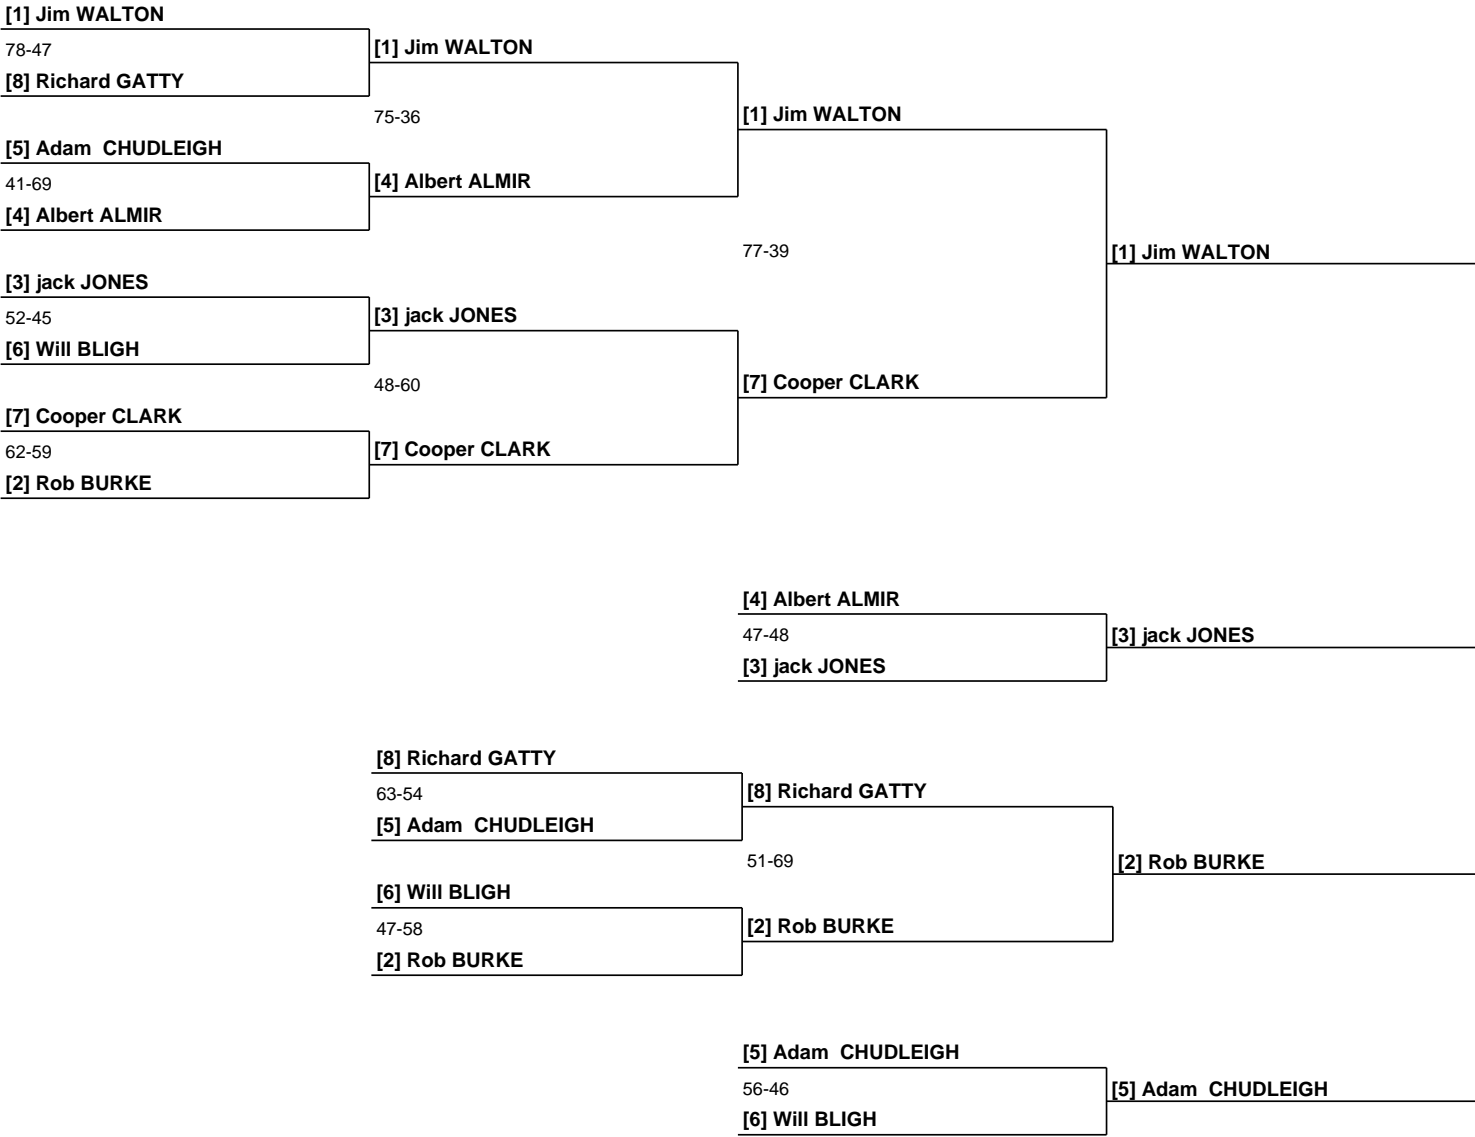 [1] Jim WALTON
78-47
[8] Richard GATTY
[5] Adam  CHUDLEIGH
41-69
[4] Albert ALMIR
[3] jack JONES
52-45
[6] Will BLIGH
[7] Cooper CLARK
62-59
[2] Rob BURKE
[1] Jim WALTON
75-36
[4] Albert ALMIR
[3] jack JONES
48-60
[7] Cooper CLARK
[1] Jim WALTON
77-39
[7] Cooper CLARK
[1] Jim WALTON
[4] Albert ALMIR
47-48
[3] jack JONES
[3] jack JONES
[8] Richard GATTY
63-54
[5] Adam  CHUDLEIGH
[6] Will BLIGH
47-58
[2] Rob BURKE
[8] Richard GATTY
51-69
[2] Rob BURKE
[2] Rob BURKE
[5] Adam  CHUDLEIGH
56-46
[6] Will BLIGH
[5] Adam  CHUDLEIGH